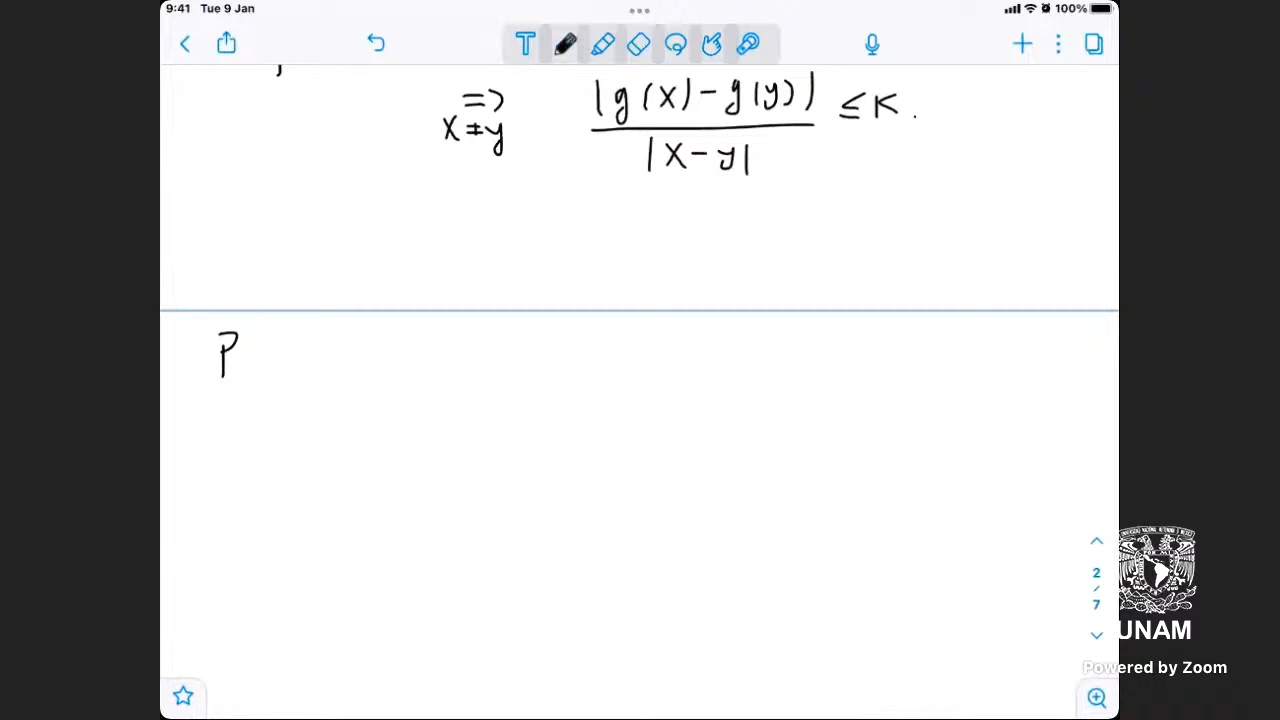 9:41 Tue 9 Jan 100%
=> |g(x) - g(y)| ≤ K.
x ≠ y |x - y|
P
2
7
UNAM
Powered by Zoom